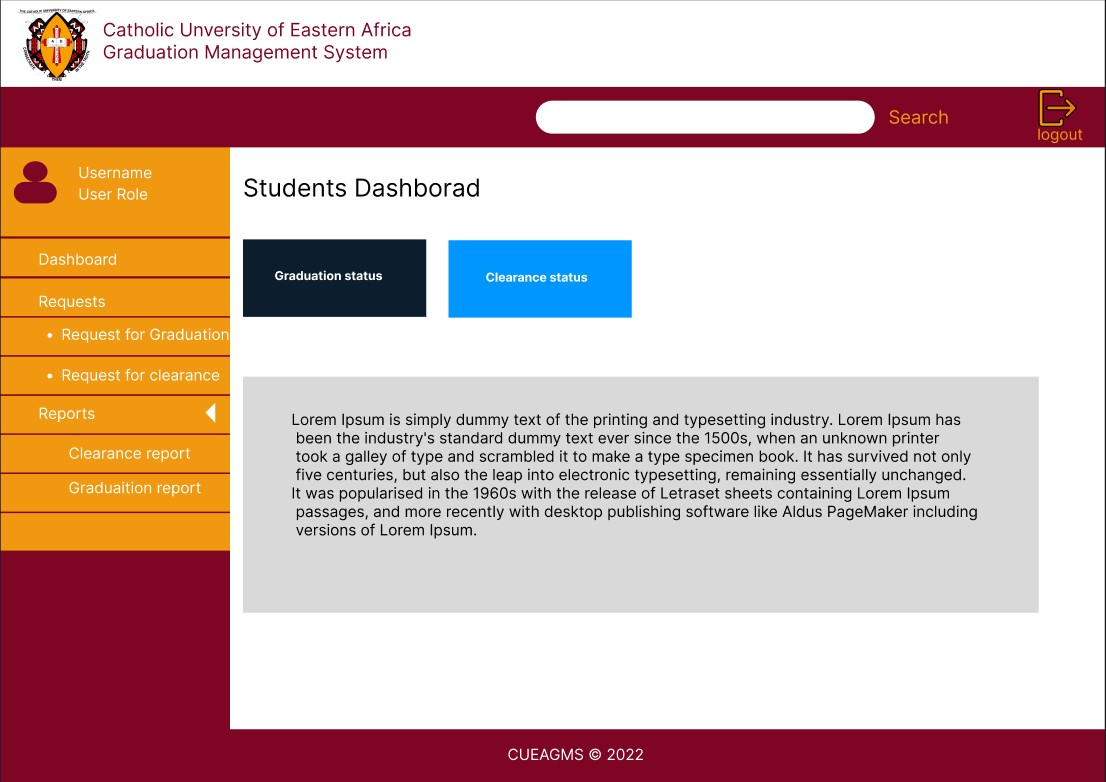 THE CATHOLIC UNIVERSITY OF EASTERN AFRICA
Catholic Unversity of Eastern Africa
Graduation Management System
Search
logout
Username
User Role
Students Dashborad
Dashboard
Graduation status
Clearance status
Requests
• Request for Graduation
• Request for clearance
Reports
Clearance report
Graduaition report
Lorem Ipsum is simply dummy text of the printing and typesetting industry. Lorem Ipsum has
been the industry's standard dummy text ever since the 1500s, when an unknown printer
took a galley of type and scrambled it to make a type specimen book. It has survived not only
five centuries, but also the leap into electronic typesetting, remaining essentially unchanged.
It was popularised in the 1960s with the release of Letraset sheets containing Lorem Ipsum
passages, and more recently with desktop publishing software like Aldus PageMaker including
versions of Lorem Ipsum.
CUEAGMS © 2022